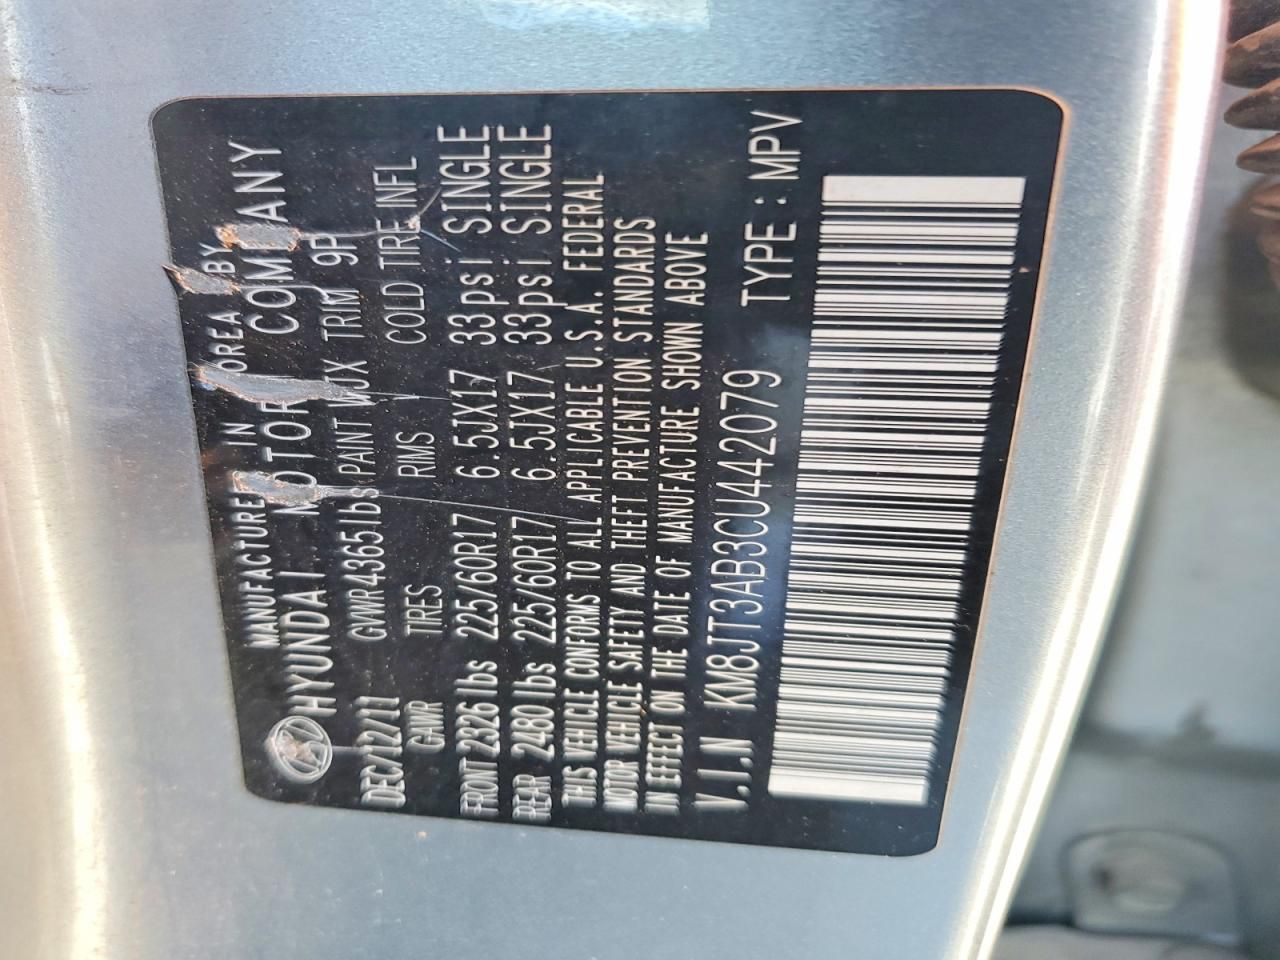 MANUFACTURED IN KOREA BY
HYUNDAI MOTOR COMPANY
DEC/12/11 GVWR 4365 lbs PAINT WJX TRIM 9P
GAWR TIRES RIMS COLD TIRE INFL
FRONT 2326 lbs 225/60R17 6.5JX17 33psi SINGLE
REAR 2480 lbs 225/60R17 6.5JX17 33psi SINGLE
THIS VEHICLE CONFORMS TO ALL APPLICABLE U.S.A. FEDERAL
MOTOR VEHICLE SAFETY AND THEFT PREVENTION STANDARDS
IN EFFECT ON THE DATE OF MANUFACTURE SHOWN ABOVE
V.I.N KM8JT3AB3CU442079 TYPE : MPV